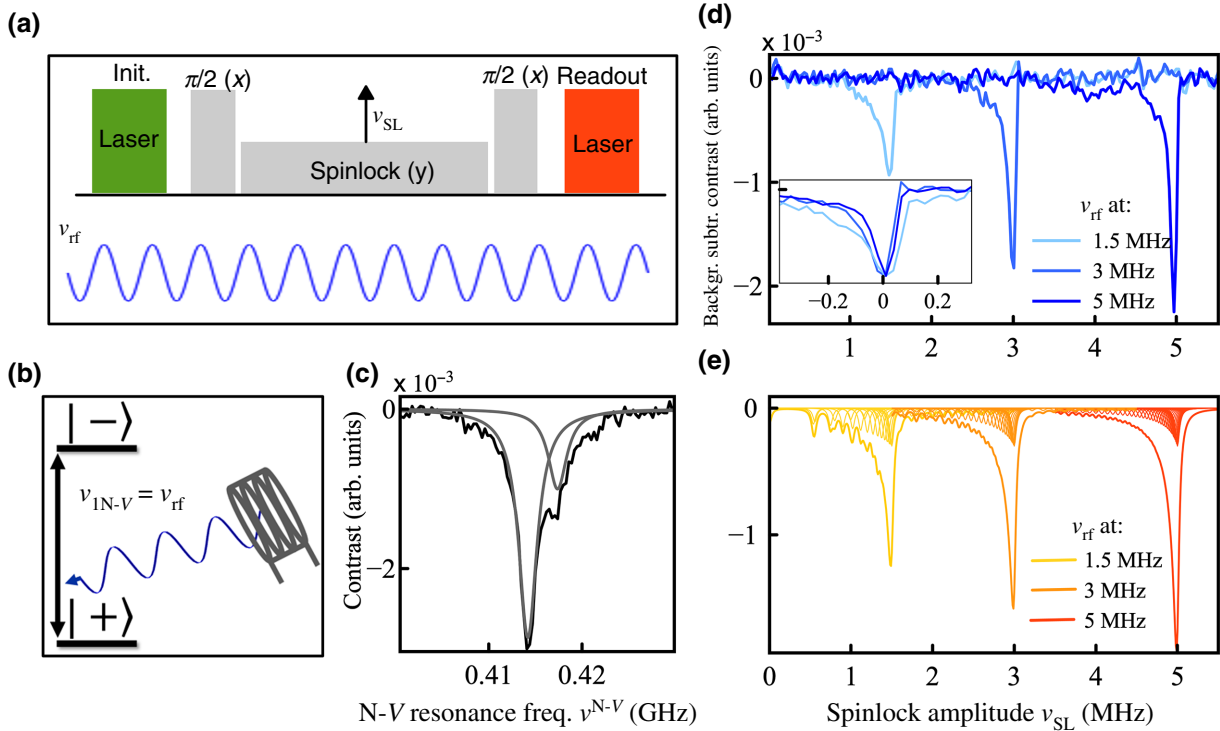 (a)
Init.
π/2 (x)
π/2 (x)
Readout
Laser
ν_SL
Spinlock (y)
Laser
ν_rf
(b)
| −⟩
ν_1N-V = ν_rf
| +⟩
(c)
× 10⁻³
0
−2
Contrast (arb. units)
0.41
0.42
N-V resonance freq. ν^N-V (GHz)
(d)
× 10⁻³
0
−1
−2
Backgr. subtr. contrast (arb. units)
−0.2
0
0.2
ν_rf at:
1.5 MHz
3 MHz
5 MHz
1
2
3
4
5
(e)
0
−1
ν_rf at:
1.5 MHz
3 MHz
5 MHz
0
1
2
3
4
5
Spinlock amplitude ν_SL (MHz)